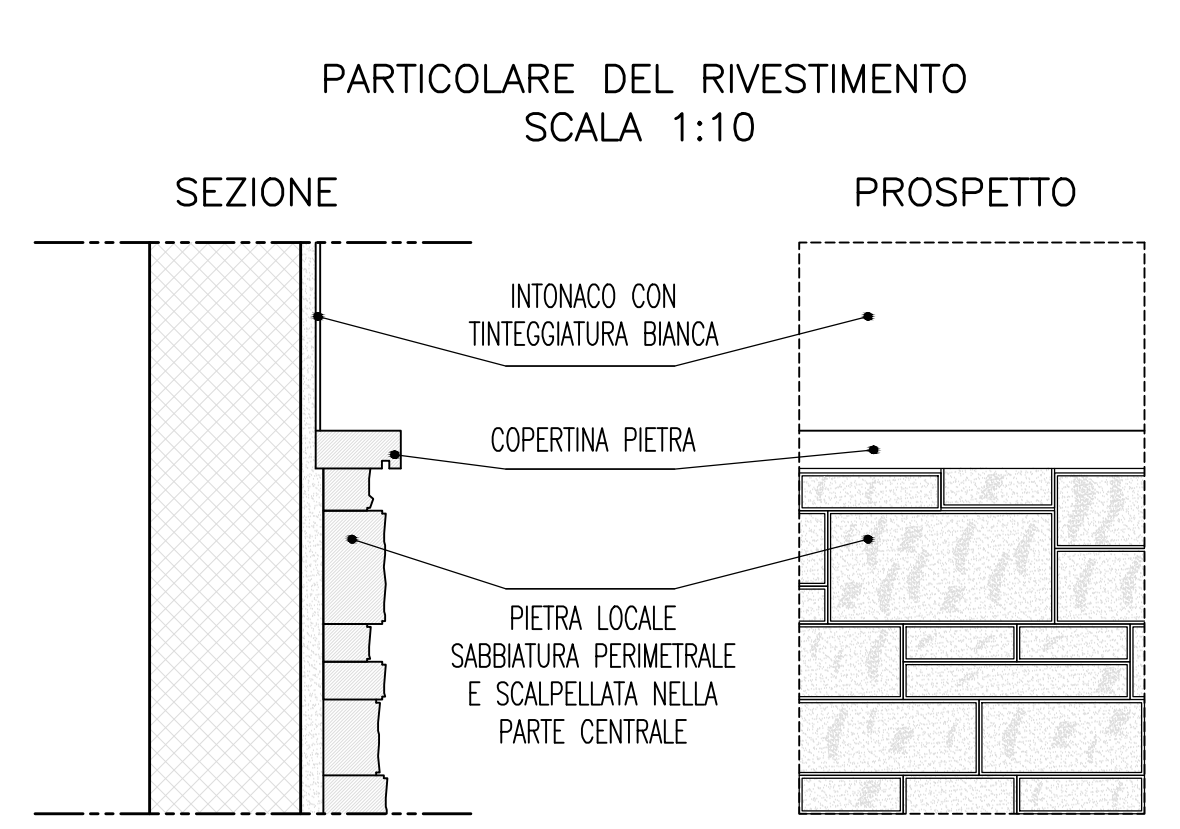 PARTICOLARE DEL RIVESTIMENTO
SCALA 1:10
SEZIONE
PROSPETTO
INTONACO CON
TINTEGGIATURA BIANCA
COPERTINA PIETRA
PIETRA LOCALE
SABBIATURA PERIMETRALE
E SCALPELLATA NELLA
PARTE CENTRALE